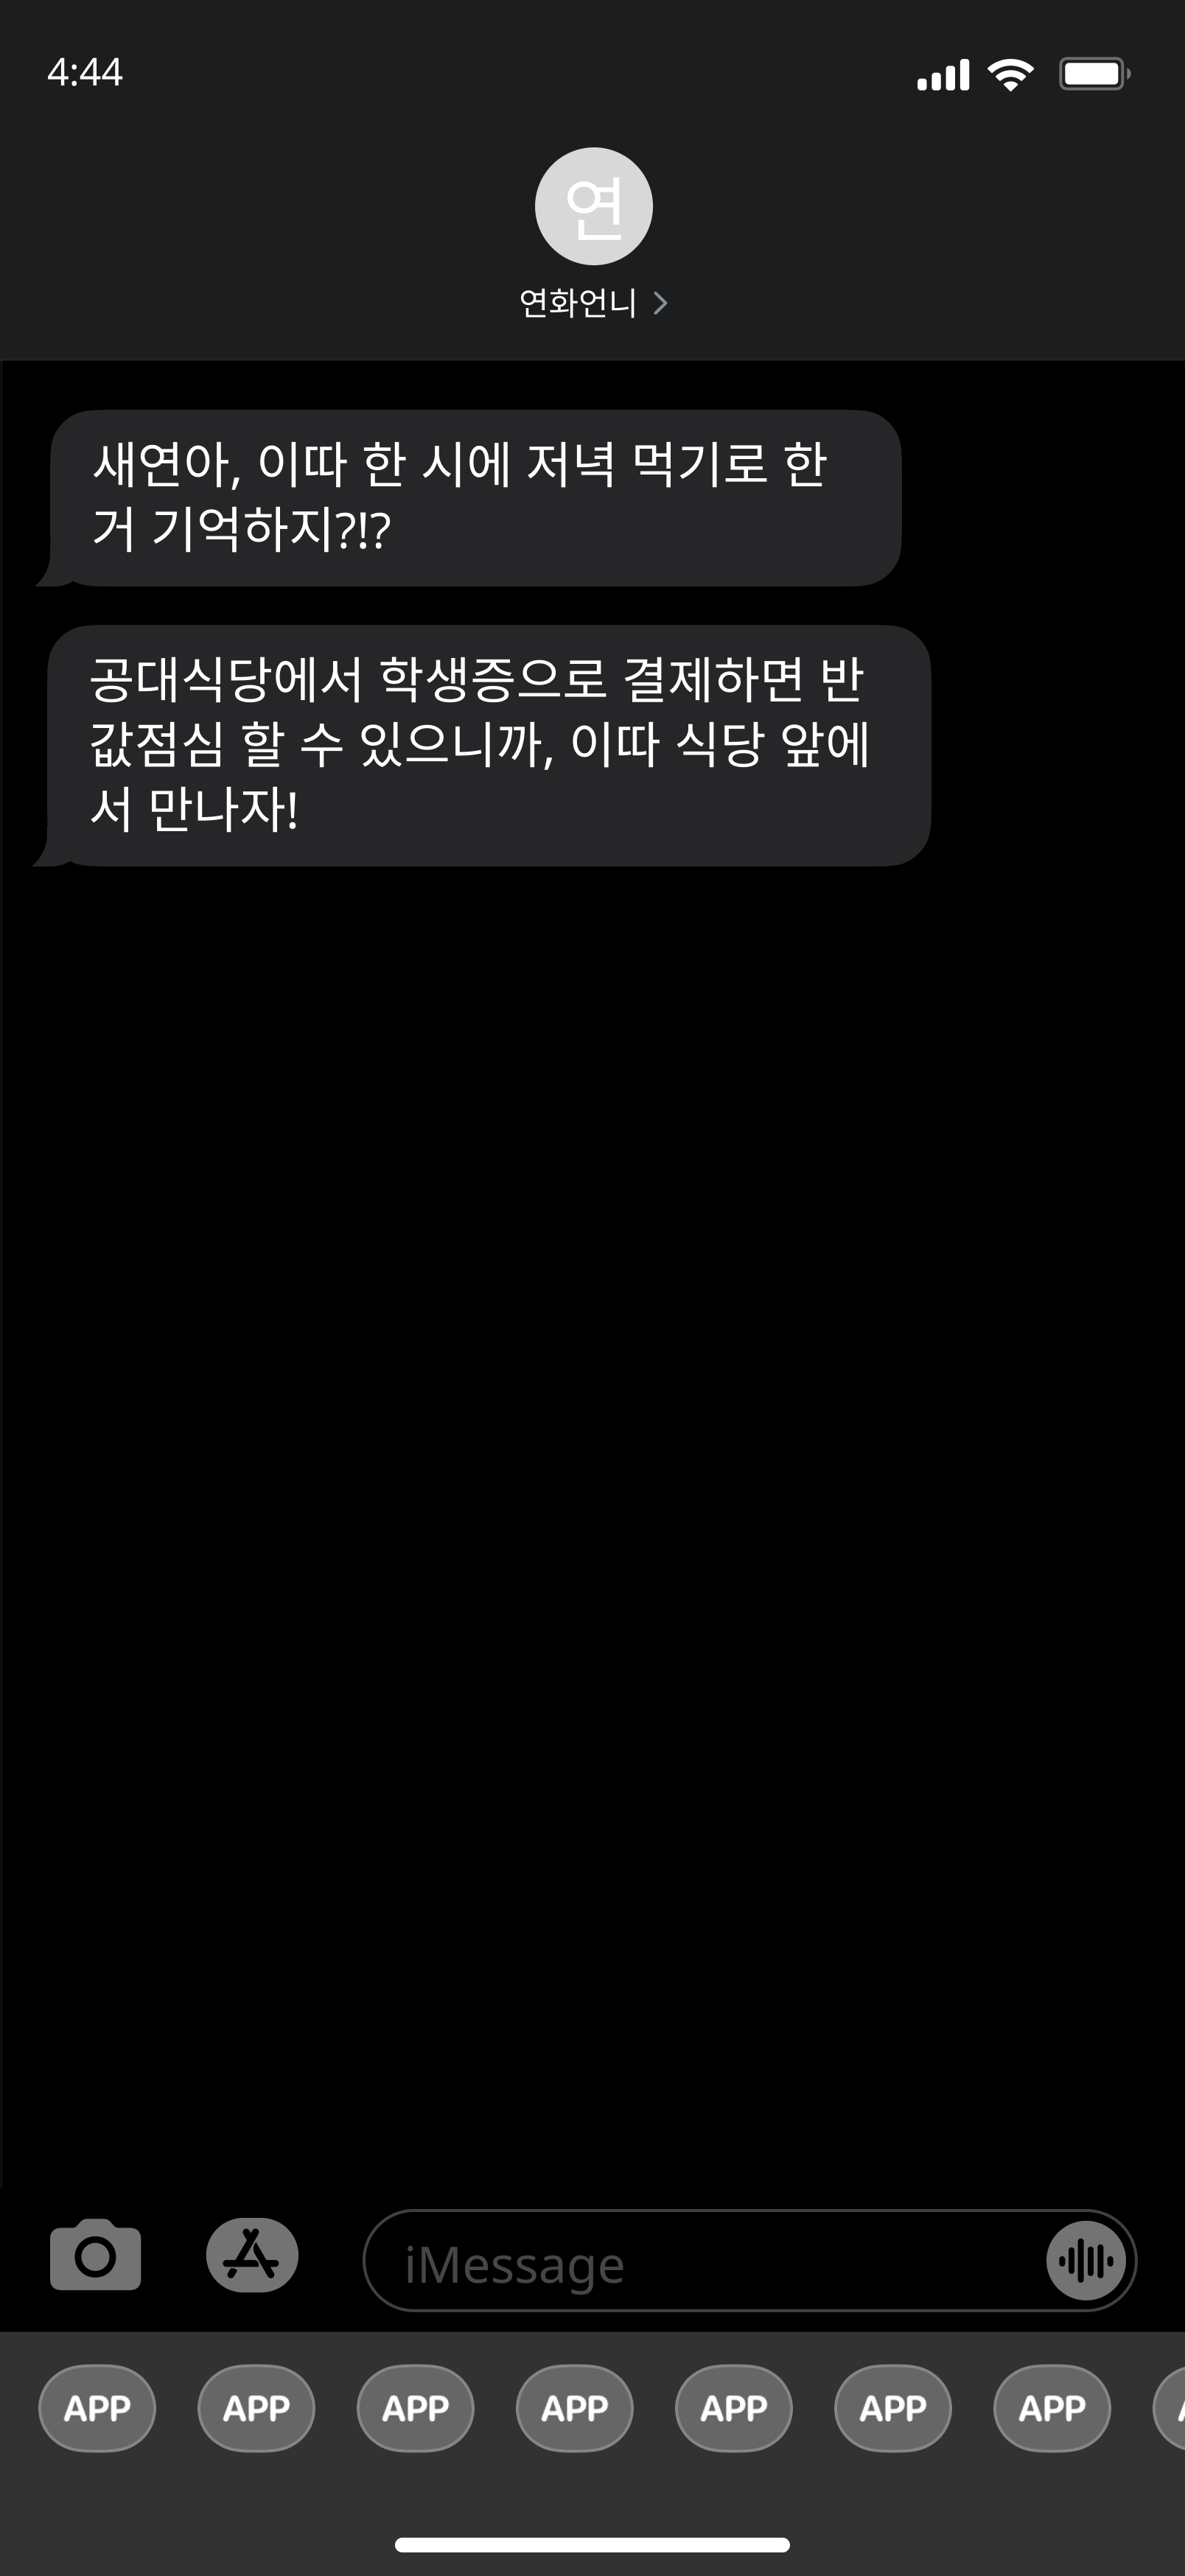 4:44
연
연화언니
새연아, 이따 한 시에 저녁 먹기로 한
거 기억하지?!?
공대식당에서 학생증으로 결제하면 반
값점심 할 수 있으니까, 이따 식당 앞에
서 만나자!
iMessage
APP APP APP APP APP APP APP